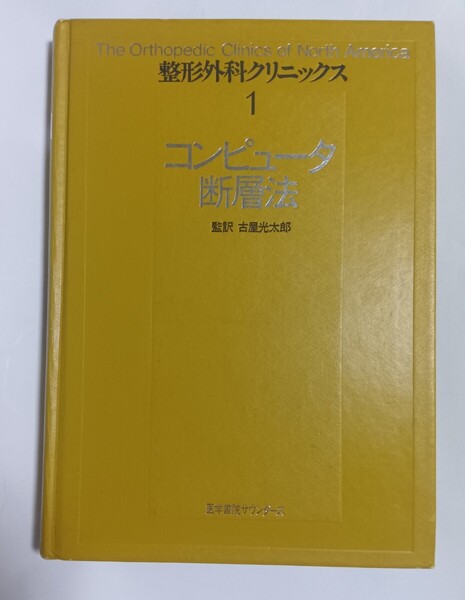 The Orthopedic Clinics of North America
整形外科クリニックス
1
コンピュータ
断層法
監訳 古屋光太郎
医学書院サウンダース